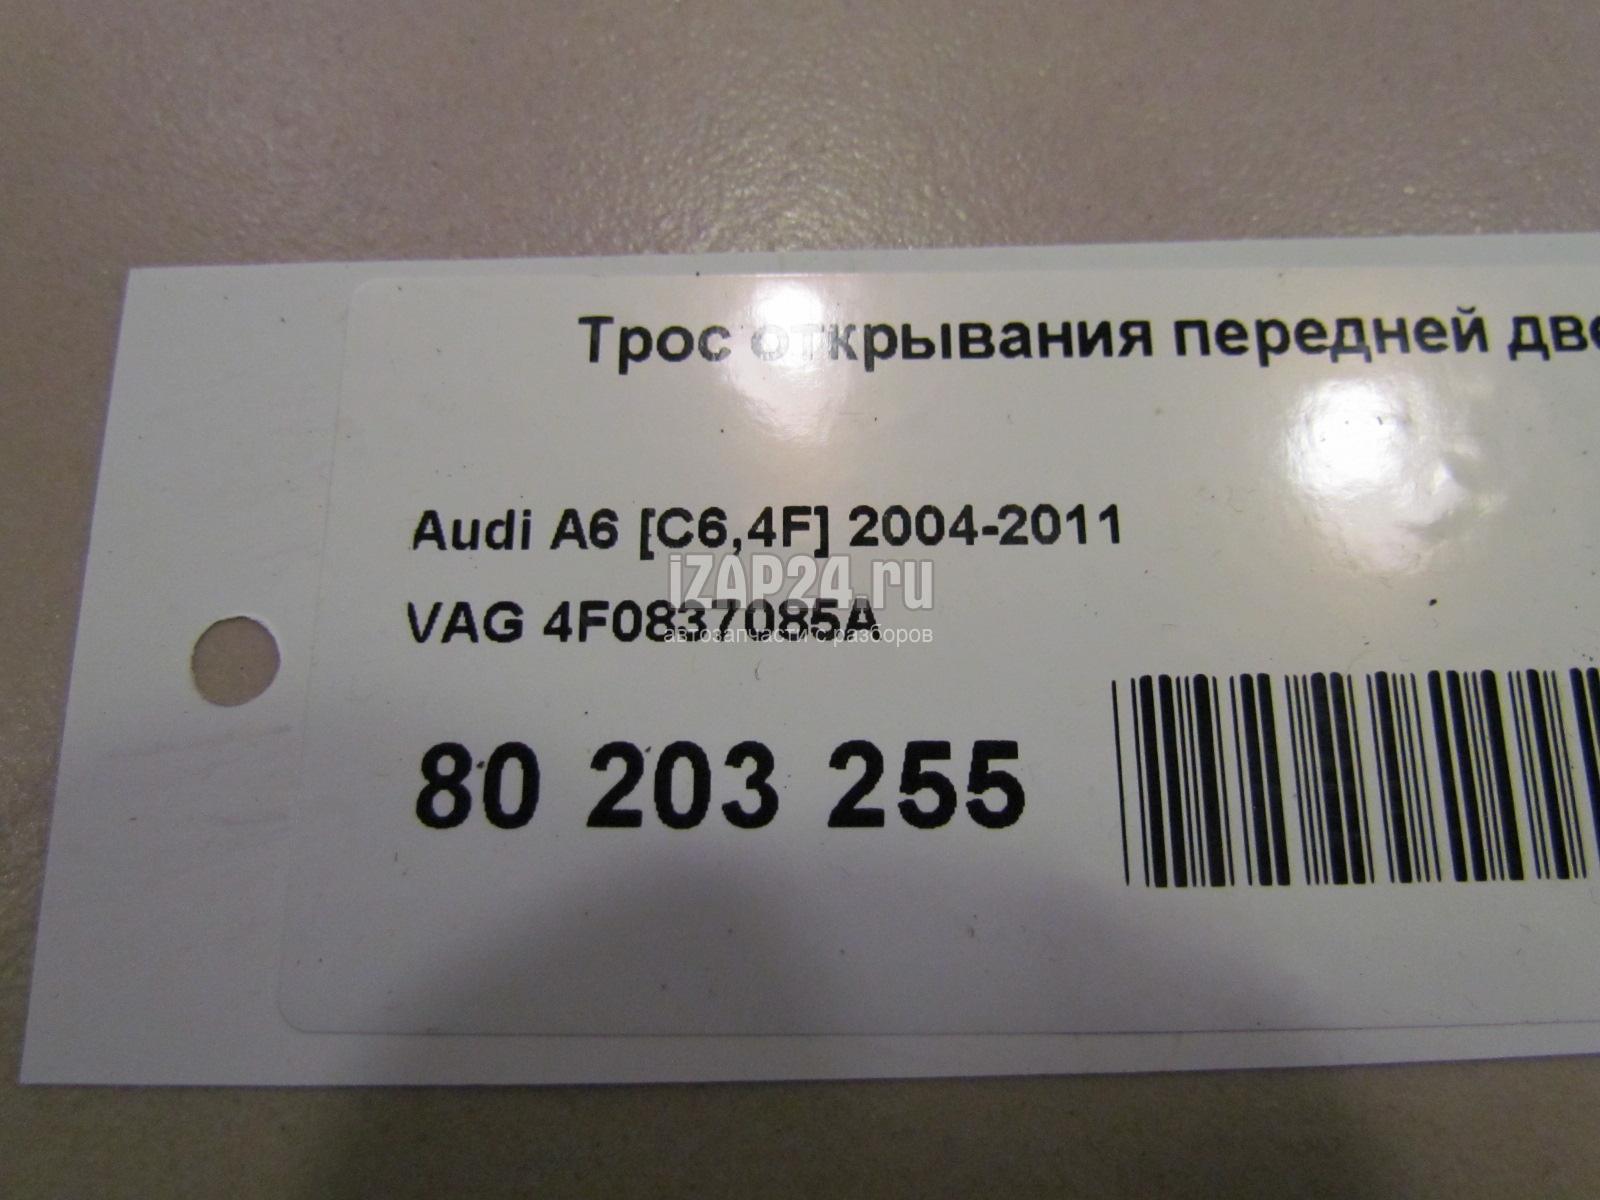 Трос открывания передней две
Audi A6 [C6,4F] 2004-2011
iZAP24.ru
VAG 4F0837085A
автозапчасти с разборов
80 203 255